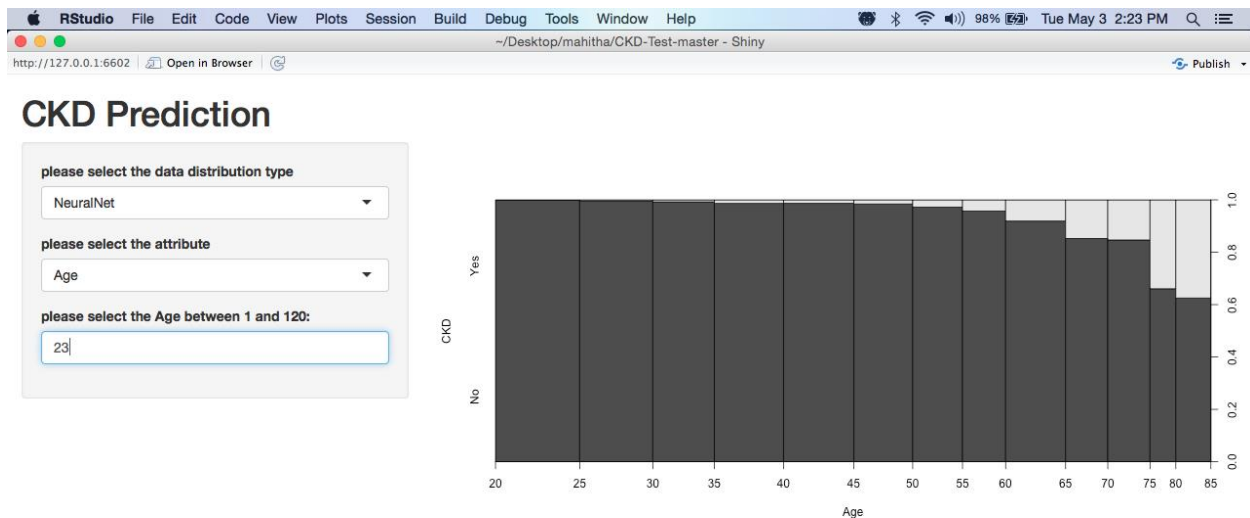 RStudio File Edit Code View Plots Session Build Debug Tools Window Help 98% Tue May 3 2:23 PM
~/Desktop/mahitha/CKD-Test-master - Shiny
http://127.0.0.1:6602 Open in Browser Publish
CKD Prediction
please select the data distribution type
NeuralNet
please select the attribute
Age
please select the Age between 1 and 120:
23
CKD
Yes
No
1.0
0.8
0.6
0.4
0.2
0.0
20 25 30 35 40 45 50 55 60 65 70 75 80 85
Age